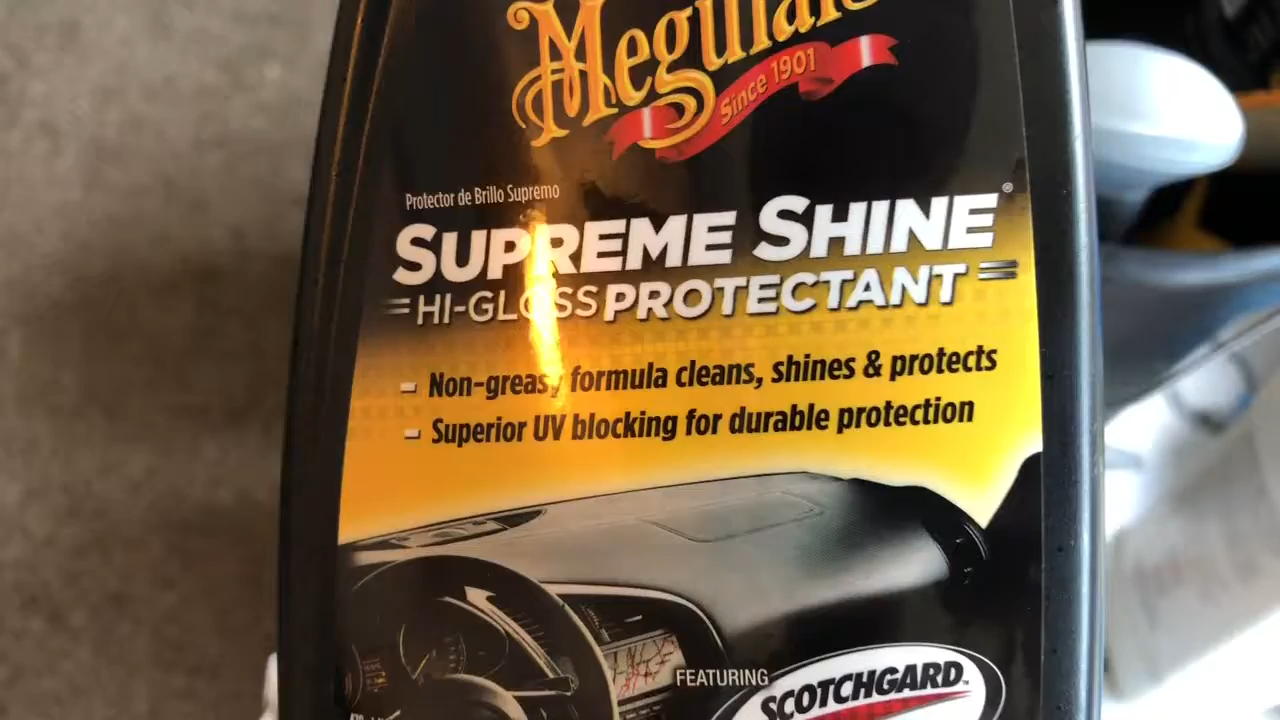 Meguiar's
Since 1901
Protector de Brillo Supremo
SUPREME SHINE®
HI-GLOSS PROTECTANT
Non-greasy formula cleans, shines & protects
Superior UV blocking for durable protection
FEATURING
SCOTCHGARD™